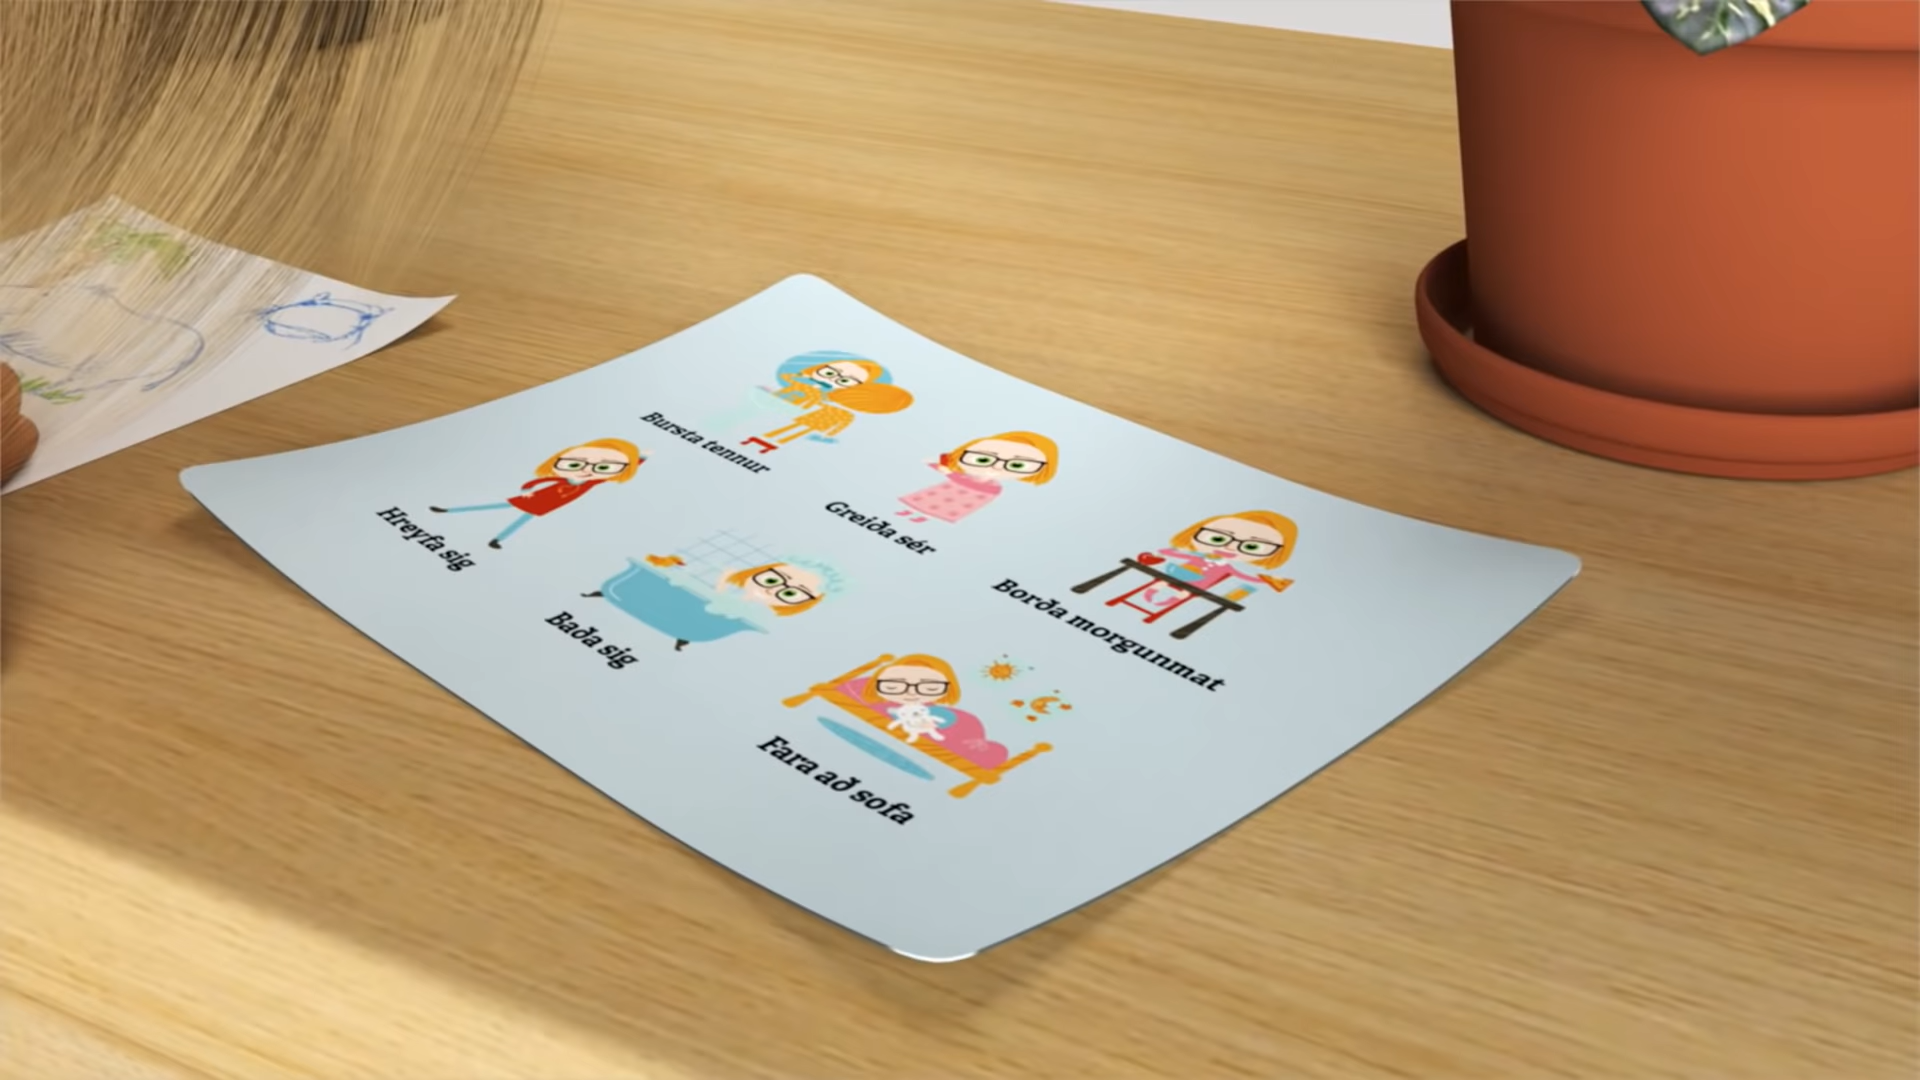 Bursta tennur
Greiða sér
Borða morgunmat
Hreyfa sig
Baða sig
Fara að sofa